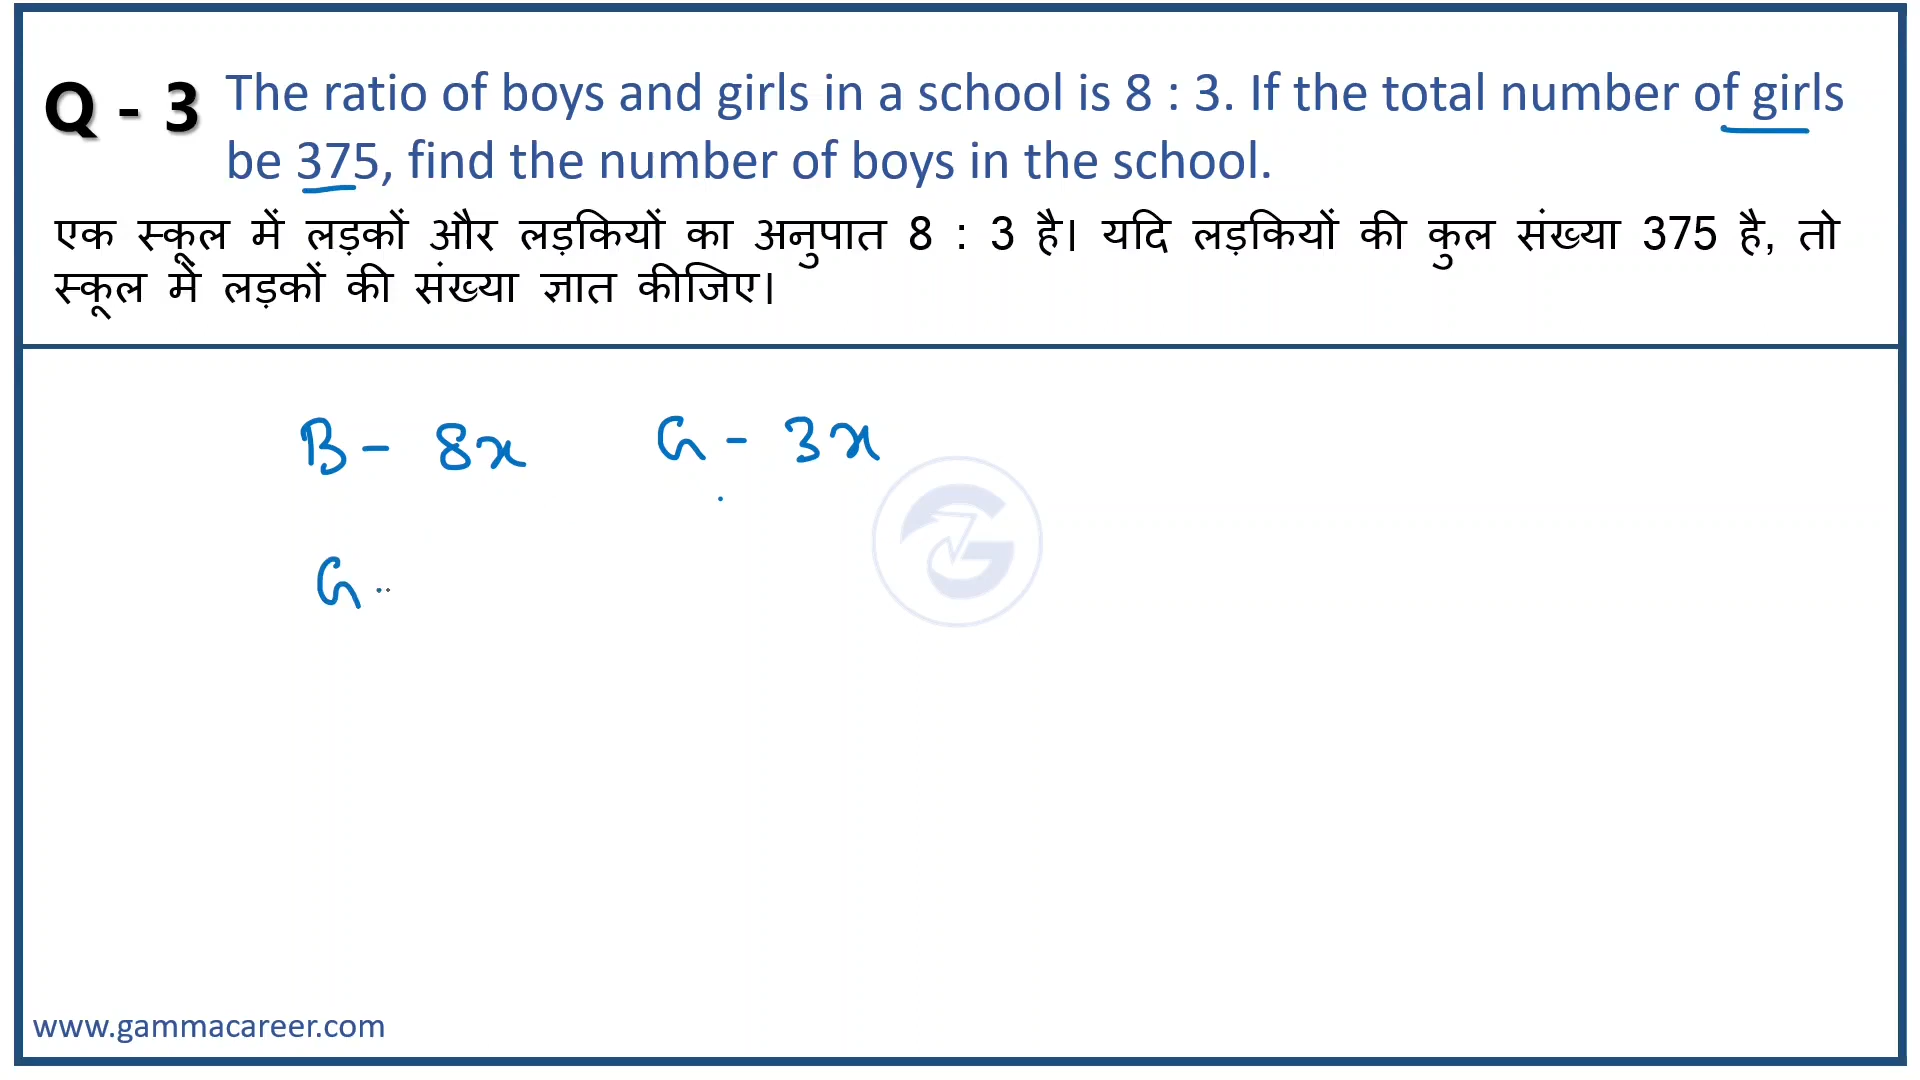 Q - 3 The ratio of boys and girls in a school is 8 : 3. If the total number of girls
be 375, find the number of boys in the school.
एक स्कूल में लड़कों और लड़कियों का अनुपात 8 : 3 है। यदि लड़कियों की कुल संख्या 375 है, तो
स्कूल में लड़कों की संख्या ज्ञात कीजिए।
B - 8x G - 3x
G
www.gammacareer.com